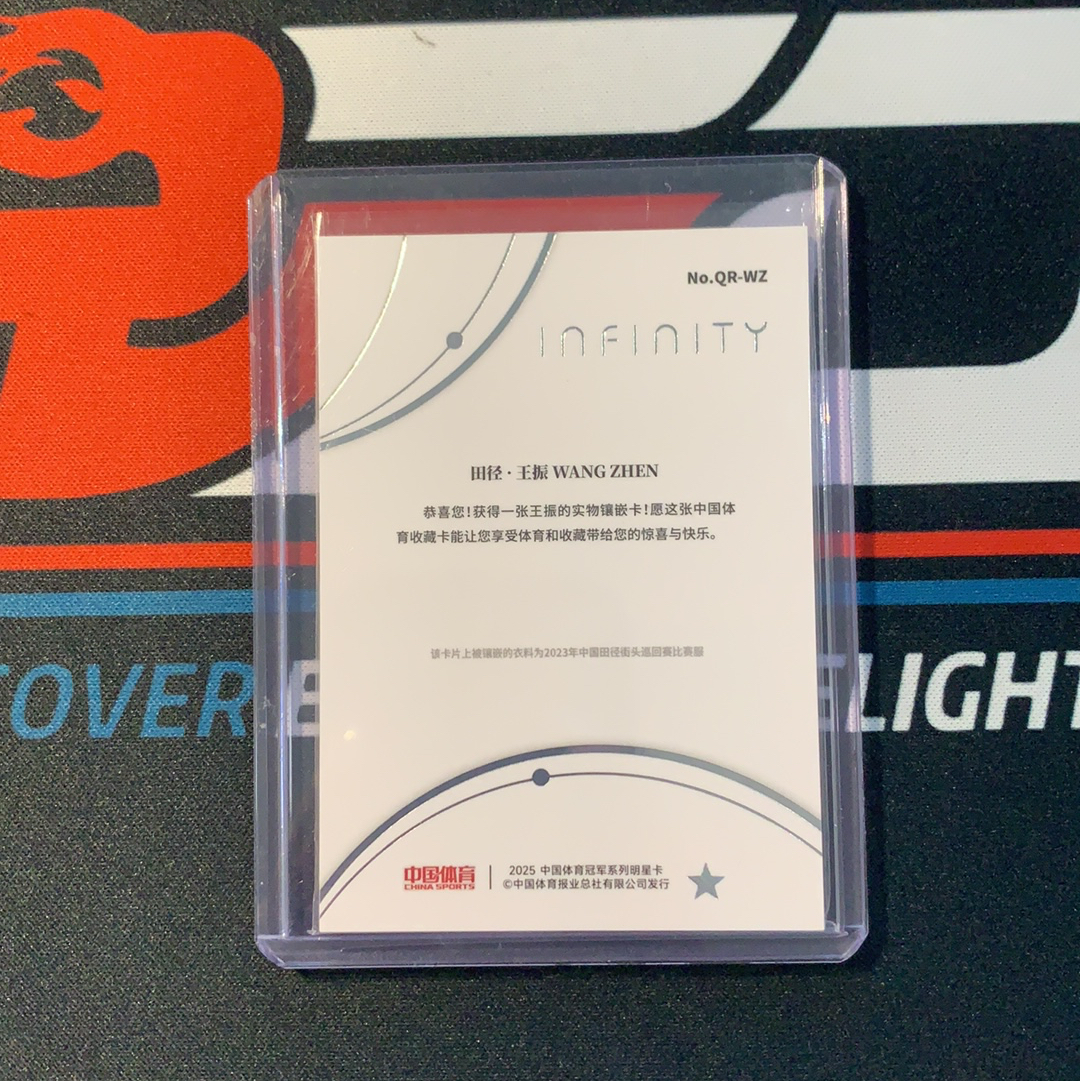 No.QR-WZ
INFINITY
田径·王振 WANG ZHEN
恭喜您!获得一张王振的实物镶嵌卡!愿这张中国体
育收藏卡能让您享受体育和收藏带给您的惊喜与快乐。
该卡片上被镶嵌的衣料为2023年中国田径街头巡回赛比赛服
OVER
ELIGHT
中国体育
CHINA SPORTS
2025 中国体育冠军系列明星卡
©中国体育报业总社有限公司发行